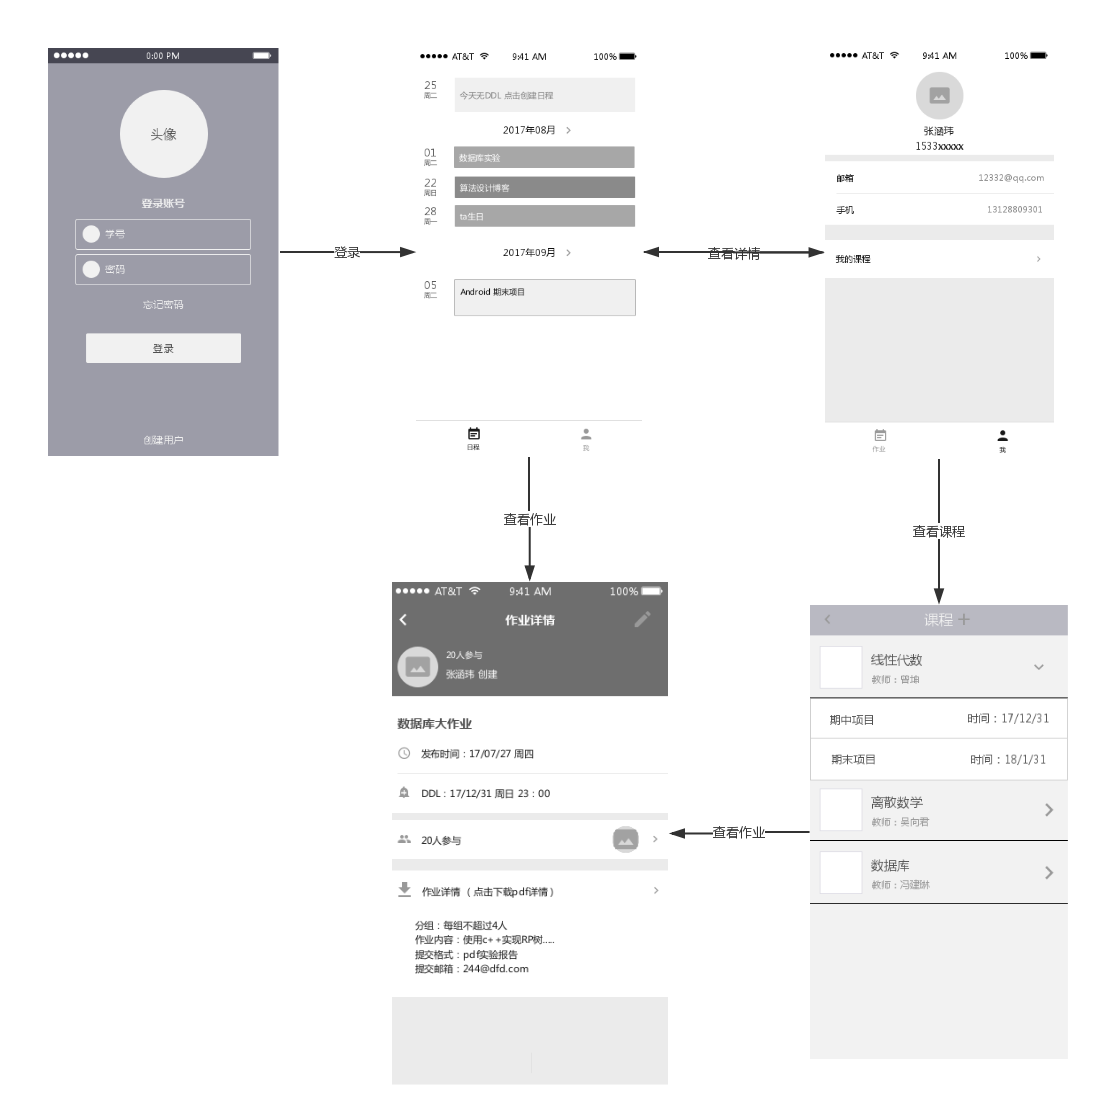 0:00 PM
头像
登录账号
学号
密码
忘记密码
登录
创建用户
登录
AT&T 9:41 AM 100%
25
周二
今天无DDL 点击创建日程
2017年08月
01
周二
数据库实验
22
周日
算法设计博客
28
周一
ta生日
2017年09月
05
周二
Android 期末项目
日程
我
查看详情
AT&T 9:41 AM 100%
张涵玮
1533xxxxx
邮箱 12332@qq.com
手机 13128809301
我的课程
作业
我
查看作业
查看课程
AT&T 9:41 AM 100%
作业详情
20人参与
张涵玮 创建
数据库大作业
发布时间：17/07/27 周四
DDL：17/12/31 周日 23：00
20人参与
作业详情（点击下载pdf详情）
分组：每组不超过4人
作业内容：使用c++实现RP树.....
提交格式：pdf实验报告
提交邮箱：244@dfd.com
查看作业
课程 +
线性代数
教师：曾坤
期中项目 时间：17/12/31
期末项目 时间：18/1/31
离散数学
教师：吴向君
数据库
教师：冯建琳